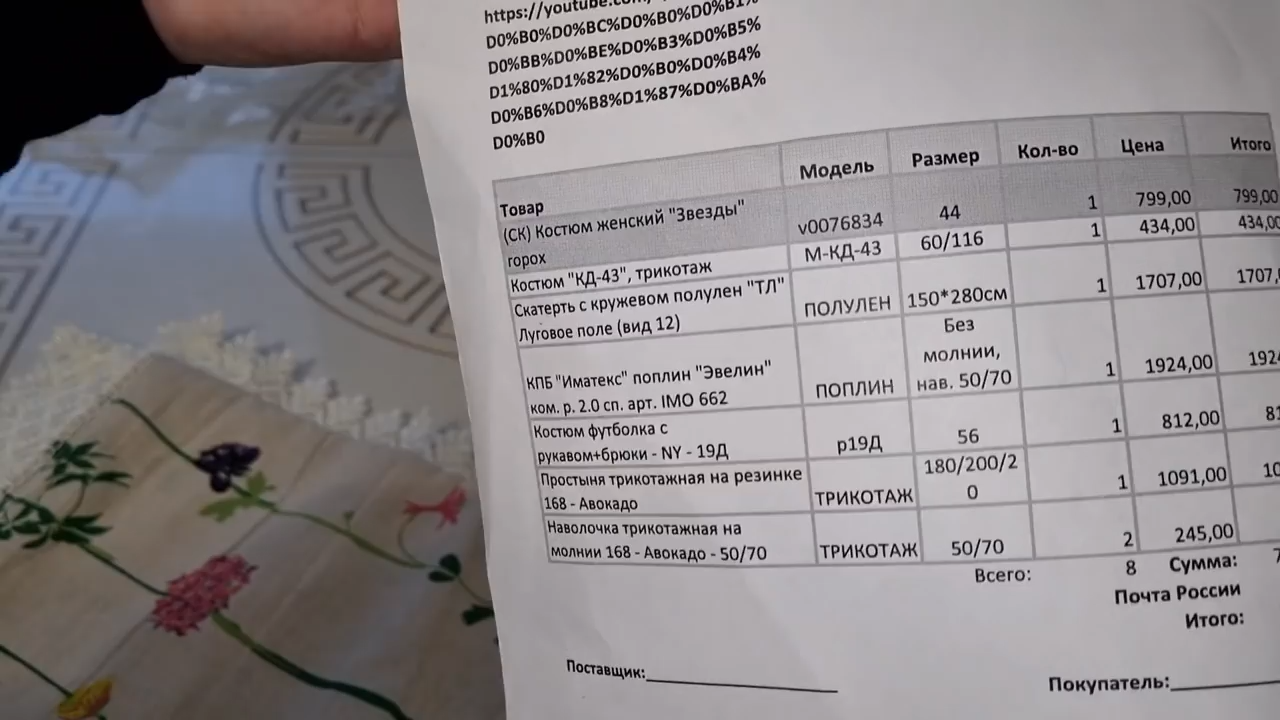 https://youtube.com/
D0%B0%D0%BC%D0%B0%D0%B1%
D0%BB%D0%BE%D0%B3%D0%B5%
D1%80%D1%82%D0%B0%D0%B4%
D0%B6%D0%B8%D1%87%D0%BA%
D0%B0
Товар Модель Размер Кол-во Цена Итого
(СК) Костюм женский "Звезды" горох v0076834 44 1 799,00 799,00
Костюм "КД-43", трикотаж М-КД-43 60/116 1 434,00 434,00
Скатерть с кружевом полулен "ТЛ"
Луговое поле (вид 12) ПОЛУЛЕН 150*280см 1 1707,00 1707,
КПБ "Иматекс" поплин "Эвелин"
ком. р. 2.0 сп. арт. IMO 662 ПОПЛИН Без
молнии,
нав. 50/70 1 1924,00 1924
Костюм футболка с
рукавом+брюки - NY - 19Д р19Д 56 1 812,00 81
Простыня трикотажная на резинке
168 - Авокадо ТРИКОТАЖ 180/200/2
0 1 1091,00 10
Наволочка трикотажная на
молнии 168 - Авокадо - 50/70 ТРИКОТАЖ 50/70 2 245,00
Всего: 8 Сумма: 7
Почта России
Итого:
Поставщик: Покупатель: